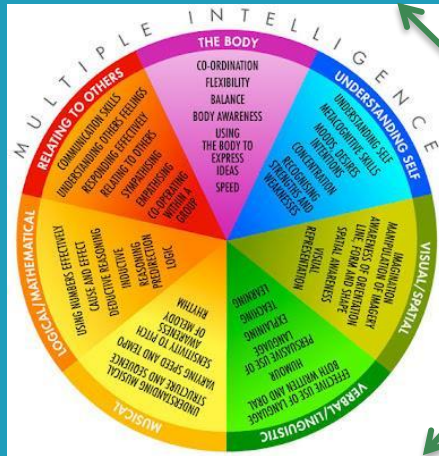 MULTIPLE INTELLIGENCE
THE BODY
CO-ORDINATION
FLEXIBILITY
BALANCE
BODY AWARENESS
USING
THE BODY TO
EXPRESS
IDEAS
SPEED
UNDERSTANDING SELF
UNDERSTANDING SELF
METACOGNITIVE SKILLS
MOODS, DESIRES
INTENTIONS
CONCENTRATION
RECOGNISING
STRENGTHS AND
WEAKNESSES
VISUAL/SPATIAL
IMAGINATION
MANIPULATION OF IMAGERY
AWARENESS OF ORIENTATION
LINE, FORM AND SHAPE
SPATIAL AWARENESS
VISUAL
REPRESENTATION
VERBAL/LINGUISTIC
EFFECTIVE USE OF LANGUAGE
BOTH WRITTEN AND ORAL
HUMOUR
PERSUASIVE USE OF
LANGUAGE
EXPLAINING
TEACHING
LEARNING
MUSICAL
UNDERSTANDING MUSICAL
STRUCTURE AND SEQUENCE
VARYING SPEED AND TEMPO
SENSITIVITY TO PITCH
AWARENESS
OF MELODY
RHYTHM
LOGICAL/MATHEMATICAL
USING NUMBERS EFFECTIVELY
CAUSE AND EFFECT
DEDUCTIVE REASONING
INDUCTIVE
REASONING
LOGIC
RELATING TO OTHERS
COMMUNICATION SKILLS
UNDERSTANDING OTHERS FEELINGS
RESPONDING EFFECTIVELY
RELATING TO OTHERS
SYMPATHISING
EMPATHISING
CO-OPERATING
WITHIN A
GROUP